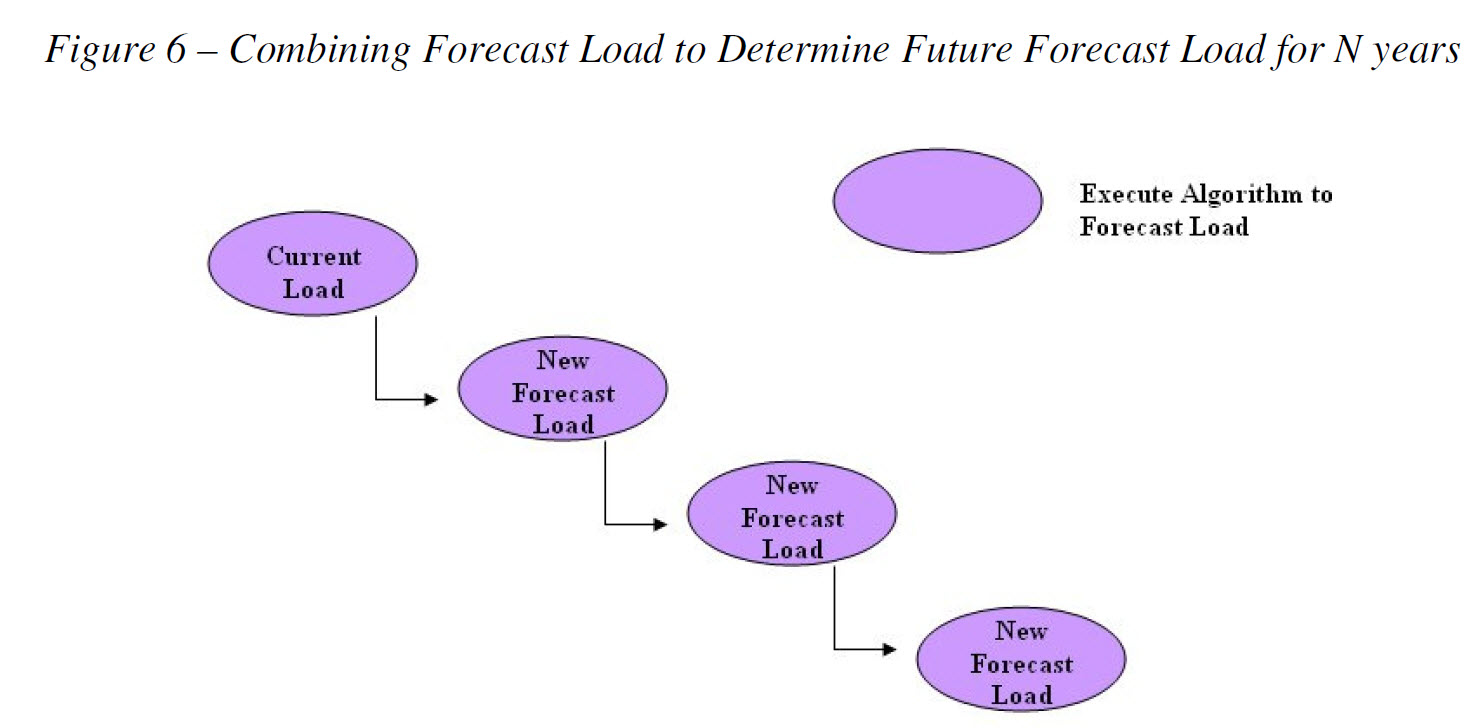 Figure 6 – Combining Forecast Load to Determine Future Forecast Load for N years
Execute Algorithm to
Forecast Load
Current
Load
New
Forecast
Load
New
Forecast
Load
New
Forecast
Load